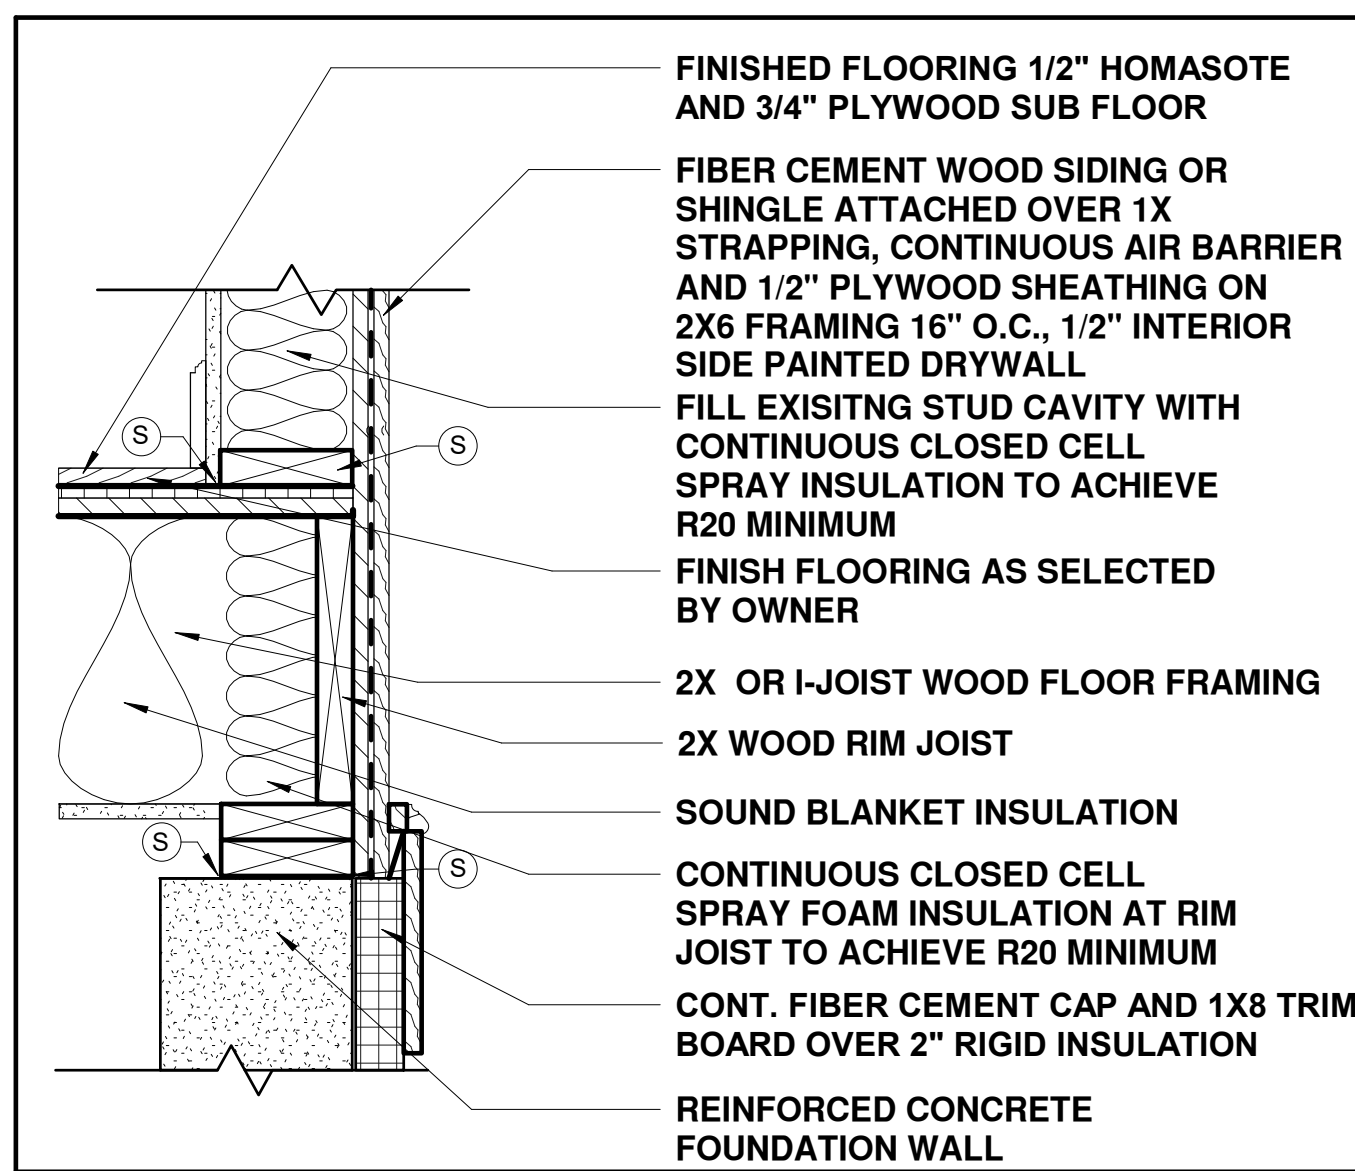 FINISHED FLOORING 1/2" HOMASOTE
AND 3/4" PLYWOOD SUB FLOOR
FIBER CEMENT WOOD SIDING OR
SHINGLE ATTACHED OVER 1X
STRAPPING, CONTINUOUS AIR BARRIER
AND 1/2" PLYWOOD SHEATHING ON
2X6 FRAMING 16" O.C., 1/2" INTERIOR
SIDE PAINTED DRYWALL
FILL EXISITNG STUD CAVITY WITH
CONTINUOUS CLOSED CELL
SPRAY INSULATION TO ACHIEVE
R20 MINIMUM
FINISH FLOORING AS SELECTED
BY OWNER
2X OR I-JOIST WOOD FLOOR FRAMING
2X WOOD RIM JOIST
SOUND BLANKET INSULATION
CONTINUOUS CLOSED CELL
SPRAY FOAM INSULATION AT RIM
JOIST TO ACHIEVE R20 MINIMUM
CONT. FIBER CEMENT CAP AND 1X8 TRIM
BOARD OVER 2" RIGID INSULATION
REINFORCED CONCRETE
FOUNDATION WALL
S
S
S
S